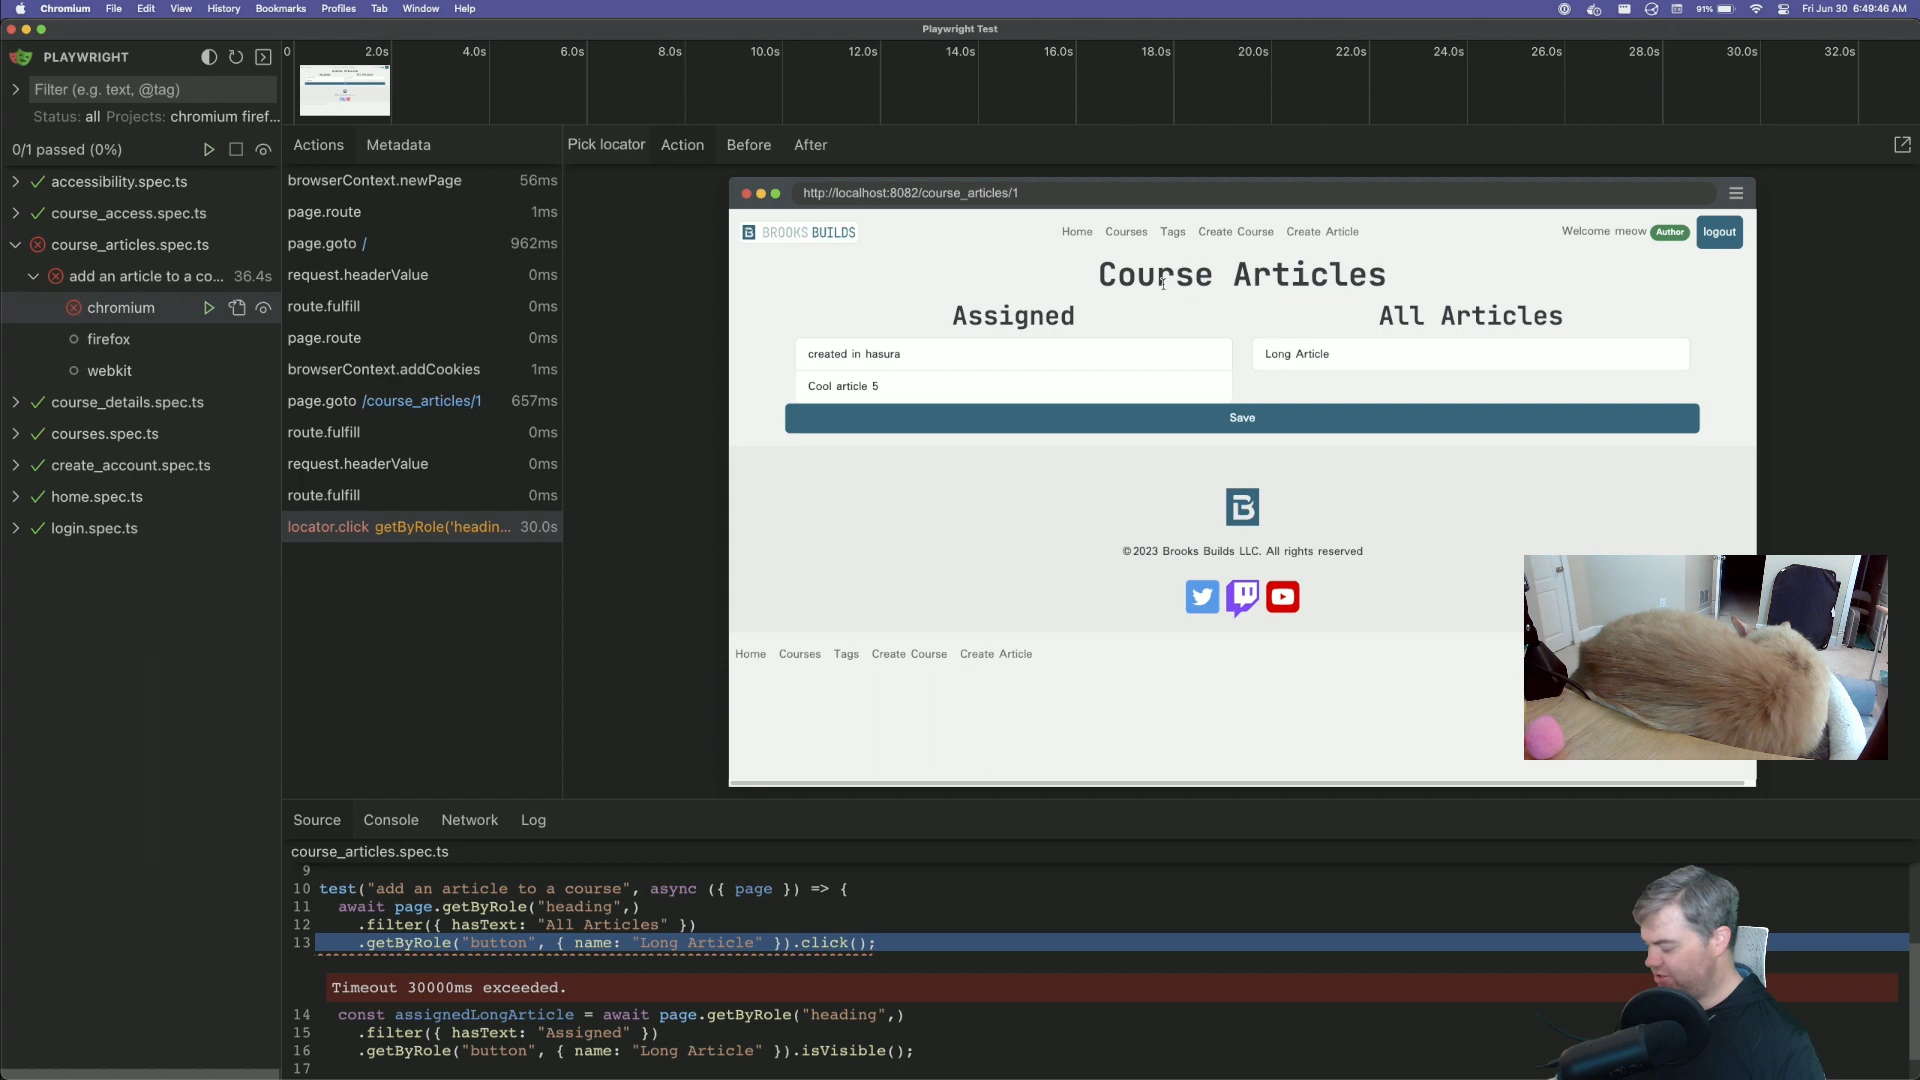 Chromium File Edit View History Bookmarks Profiles Tab Window Help 91% Fri Jun 30 6:49:46 AM
Playwright Test
PLAYWRIGHT
Filter (e.g. text, @tag)
Status: all Projects: chromium firef...
0/1 passed (0%)
accessibility.spec.ts
course_access.spec.ts
course_articles.spec.ts
add an article to a co... 36.4s
chromium
firefox
webkit
course_details.spec.ts
courses.spec.ts
create_account.spec.ts
home.spec.ts
login.spec.ts
0 2.0s 4.0s 6.0s 8.0s 10.0s 12.0s 14.0s 16.0s 18.0s 20.0s 22.0s 24.0s 26.0s 28.0s 30.0s 32.0s
Actions Metadata
browserContext.newPage 56ms
page.route 1ms
page.goto / 962ms
request.headerValue 0ms
route.fulfill 0ms
page.route 0ms
browserContext.addCookies 1ms
page.goto /course_articles/1 657ms
route.fulfill 0ms
request.headerValue 0ms
route.fulfill 0ms
locator.click getByRole('headin... 30.0s
Pick locator Action Before After
http://localhost:8082/course_articles/1
B BROOKS BUILDS
Home Courses Tags Create Course Create Article
Welcome meow Author logout
Course Articles
Assigned
created in hasura
Cool article 5
All Articles
Long Article
Save
B
©2023 Brooks Builds LLC. All rights reserved
Home Courses Tags Create Course Create Article
Source Console Network Log
course_articles.spec.ts
9
10 test("add an article to a course", async ({ page }) => {
11 await page.getByRole("heading",)
12 .filter({ hasText: "All Articles" })
13 .getByRole("button", { name: "Long Article" }).click();
Timeout 30000ms exceeded.
14 const assignedLongArticle = await page.getByRole("heading",)
15 .filter({ hasText: "Assigned" })
16 .getByRole("button", { name: "Long Article" }).isVisible();
17